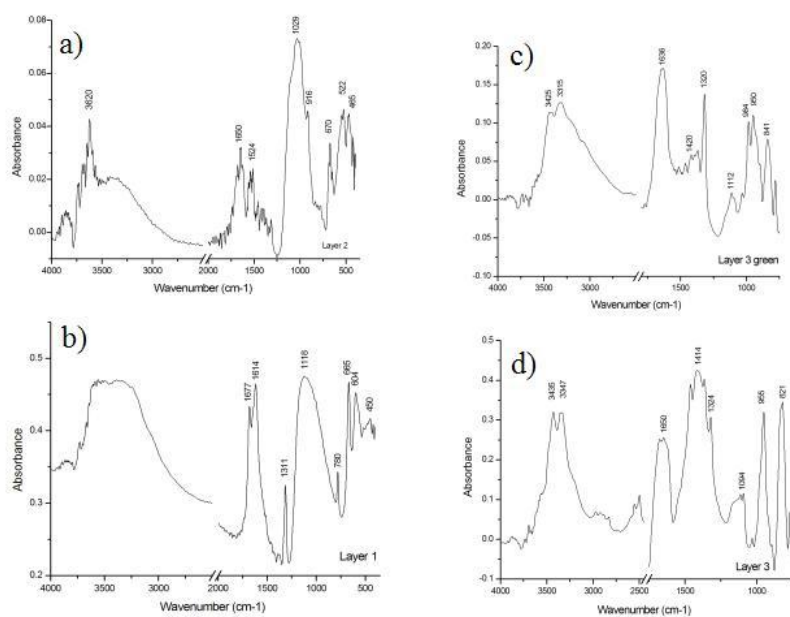 a)
0.08
0.06
0.04
0.02
0.00
Absorbance
3620
1650
1524
1029
916
670
522
465
4000 3500 3000 2000 1500 1000 500
Layer 2
Wavenumber (cm-1)
c)
0.20
0.15
0.10
0.05
0.00
-0.05
-0.10
Absorbance
3425
3315
1636
1420
1320
1112
984
950
841
4000 3500 3000 1500 1000
Layer 3 green
Wavenumber (cm-1)
b)
0.5
0.4
0.3
0.2
Absorbance
1677
1614
1311
1118
780
665
604
450
4000 3500 3000 2500 2000 1500 1000 500
Layer 1
Wavenumber (cm-1)
d)
0.5
0.4
0.3
0.2
0.1
0.0
-0.1
Absorbance
3435
3347
1650
1414
1324
1094
955
821
4000 3500 3000 2500 1500 1000
Layer 3
Wavenumber (cm-1)